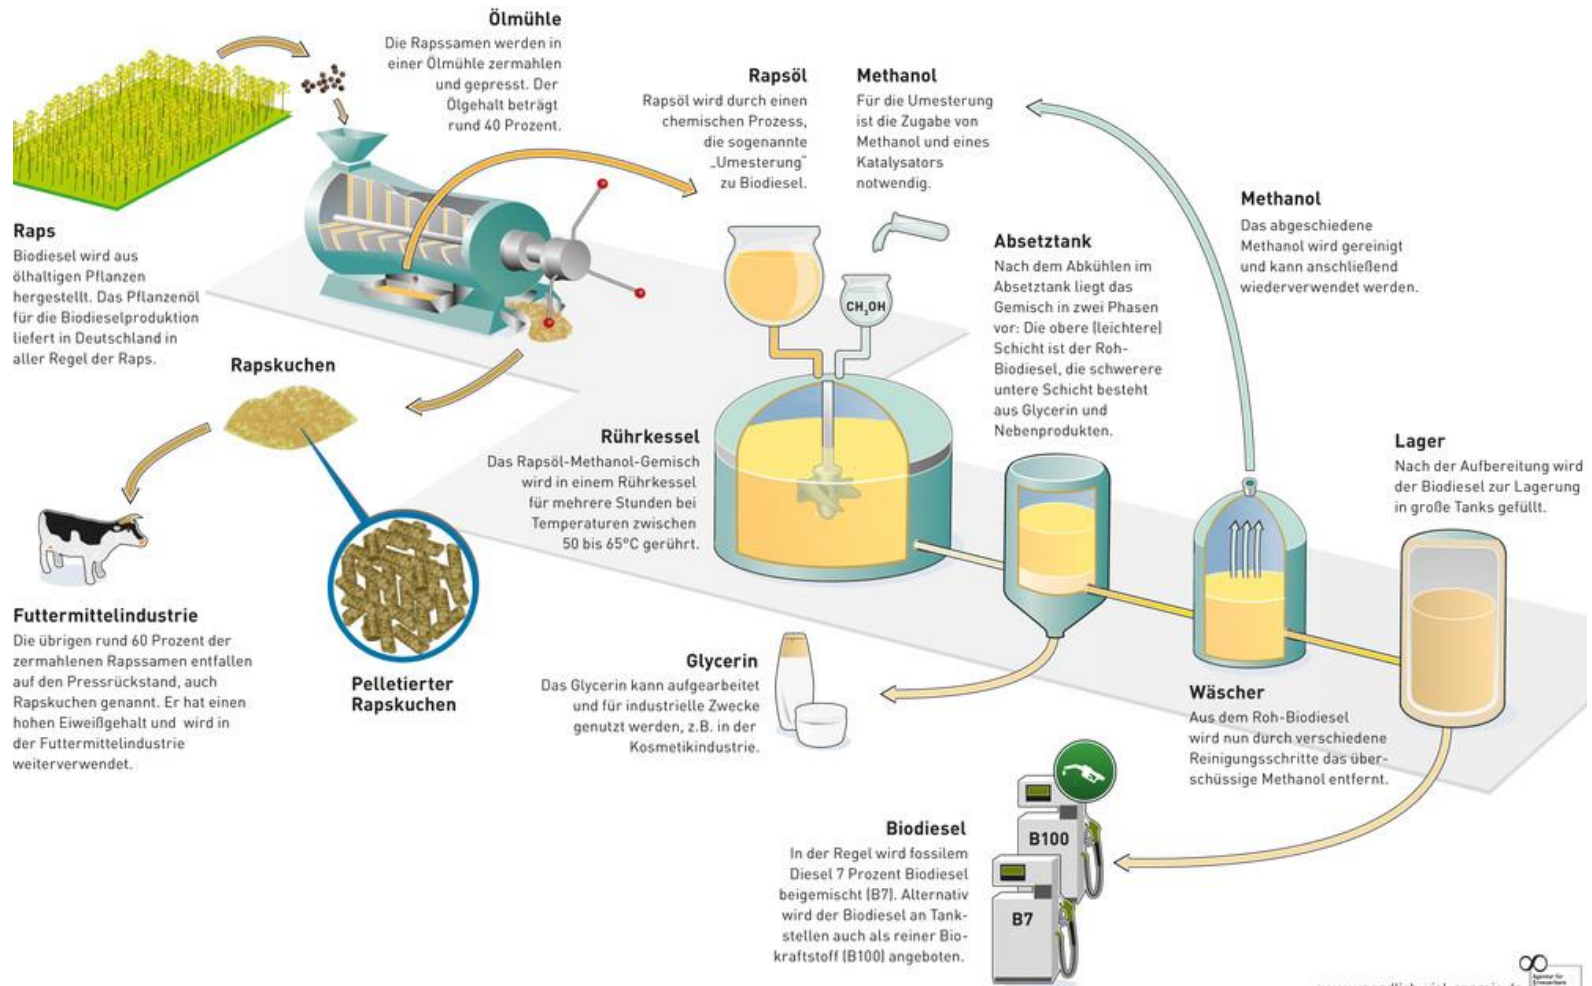 Ölmühle
Die Rapssamen werden in
einer Ölmühle zermahlen
und gepresst. Der
Ölgehalt beträgt
rund 40 Prozent.
Rapsöl
Rapsöl wird durch einen
chemischen Prozess,
die sogenannte
„Umesterung“
zu Biodiesel.
Methanol
Für die Umesterung
ist die Zugabe von
Methanol und eines
Katalysators
notwendig.
Methanol
Das abgeschiedene
Methanol wird gereinigt
und kann anschließend
wiederverwendet werden.
Raps
Biodiesel wird aus
ölhaltigen Pflanzen
hergestellt. Das Pflanzenöl
für die Biodieselproduktion
liefert in Deutschland in
aller Regel der Raps.
CH₃OH
Absetztank
Nach dem Abkühlen im
Absetztank liegt das
Gemisch in zwei Phasen
vor: Die obere (leichtere)
Schicht ist der Roh-
Biodiesel, die schwerere
untere Schicht besteht
aus Glycerin und
Nebenprodukten.
Rapskuchen
Rührkessel
Das Rapsöl-Methanol-Gemisch
wird in einem Rührkessel
für mehrere Stunden bei
Temperaturen zwischen
50 bis 65°C gerührt.
Lager
Nach der Aufbereitung wird
der Biodiesel zur Lagerung
in große Tanks gefüllt.
Futtermittelindustrie
Die übrigen rund 60 Prozent der
zermahlenen Rapssamen entfallen
auf den Pressrückstand, auch
Rapskuchen genannt. Er hat einen
hohen Eiweißgehalt und wird in
der Futtermittelindustrie
weiterverwendet.
Pelletierter
Rapskuchen
Glycerin
Das Glycerin kann aufgearbeitet
und für industrielle Zwecke
genutzt werden, z.B. in der
Kosmetikindustrie.
Wäscher
Aus dem Roh-Biodiesel
wird nun durch verschiedene
Reinigungsschritte das über-
schüssige Methanol entfernt.
Biodiesel
In der Regel wird fossilem
Diesel 7 Prozent Biodiesel
beigemischt (B7). Alternativ
wird der Biodiesel an Tank-
stellen auch als reiner Bio-
kraftstoff (B100) angeboten.
B100
B7
Agentur für
Erneuerbare